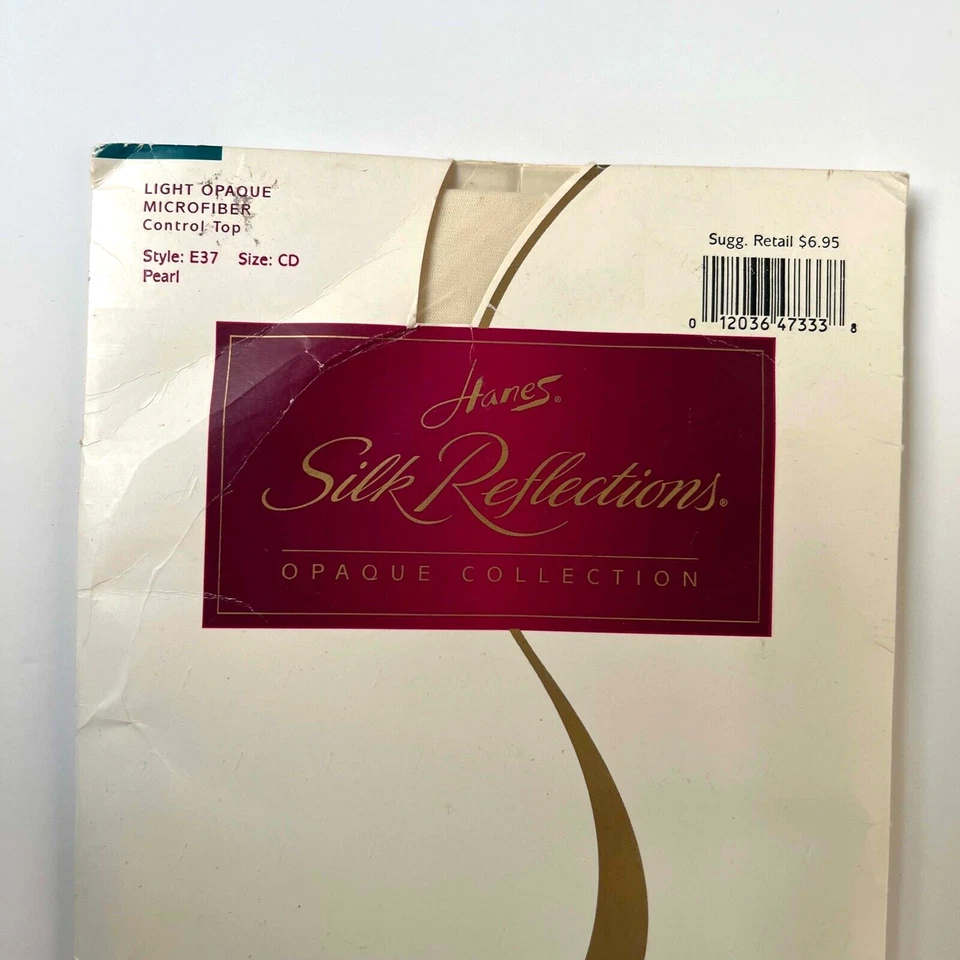 LIGHT OPAQUE
MICROFIBER
Control Top
Style: E37 Size: CD
Pearl
Sugg. Retail $6.95
0 12036 47333 8
Hanes®
Silk Reflections®
OPAQUE COLLECTION